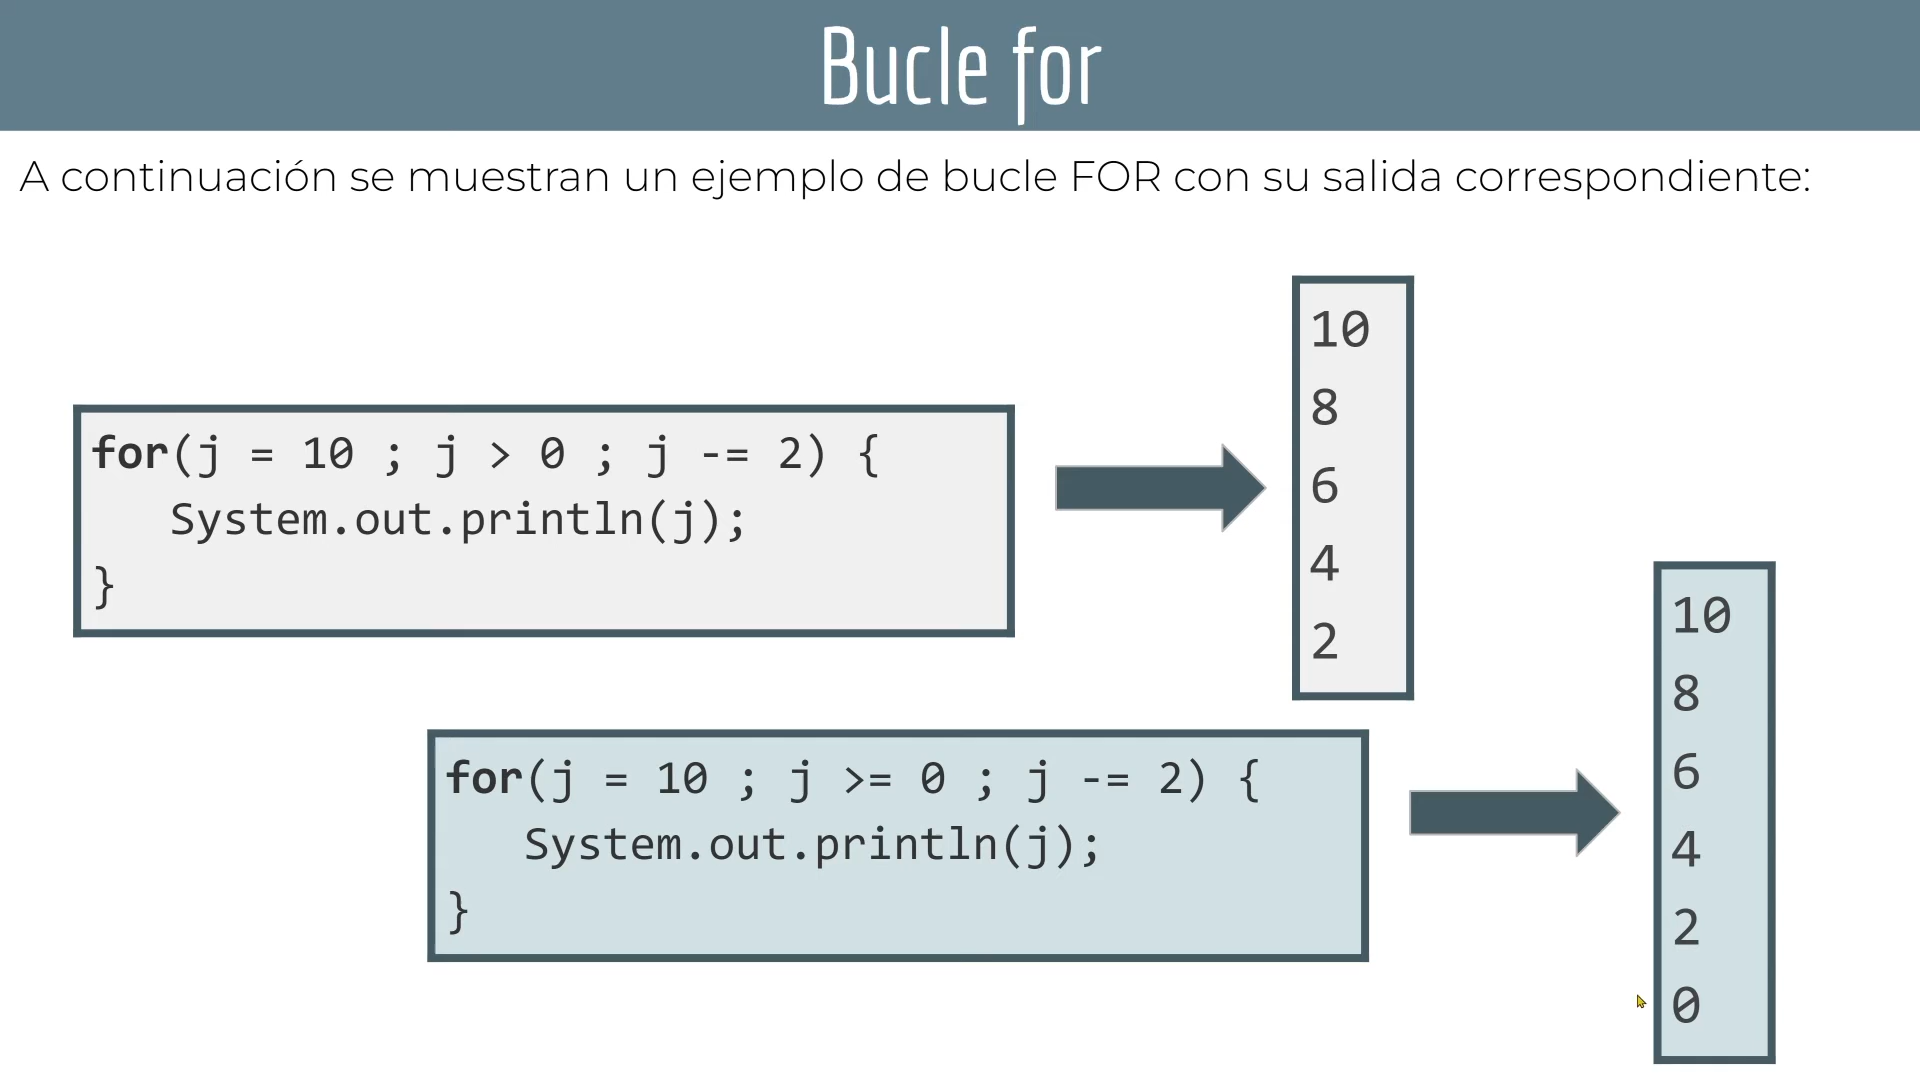 Bucle for
A continuación se muestran un ejemplo de bucle FOR con su salida correspondiente:
for(j = 10 ; j > 0 ; j -= 2) {
System.out.println(j);
}
10
8
6
4
2
for(j = 10 ; j >= 0 ; j -= 2) {
System.out.println(j);
}
10
8
6
4
2
0